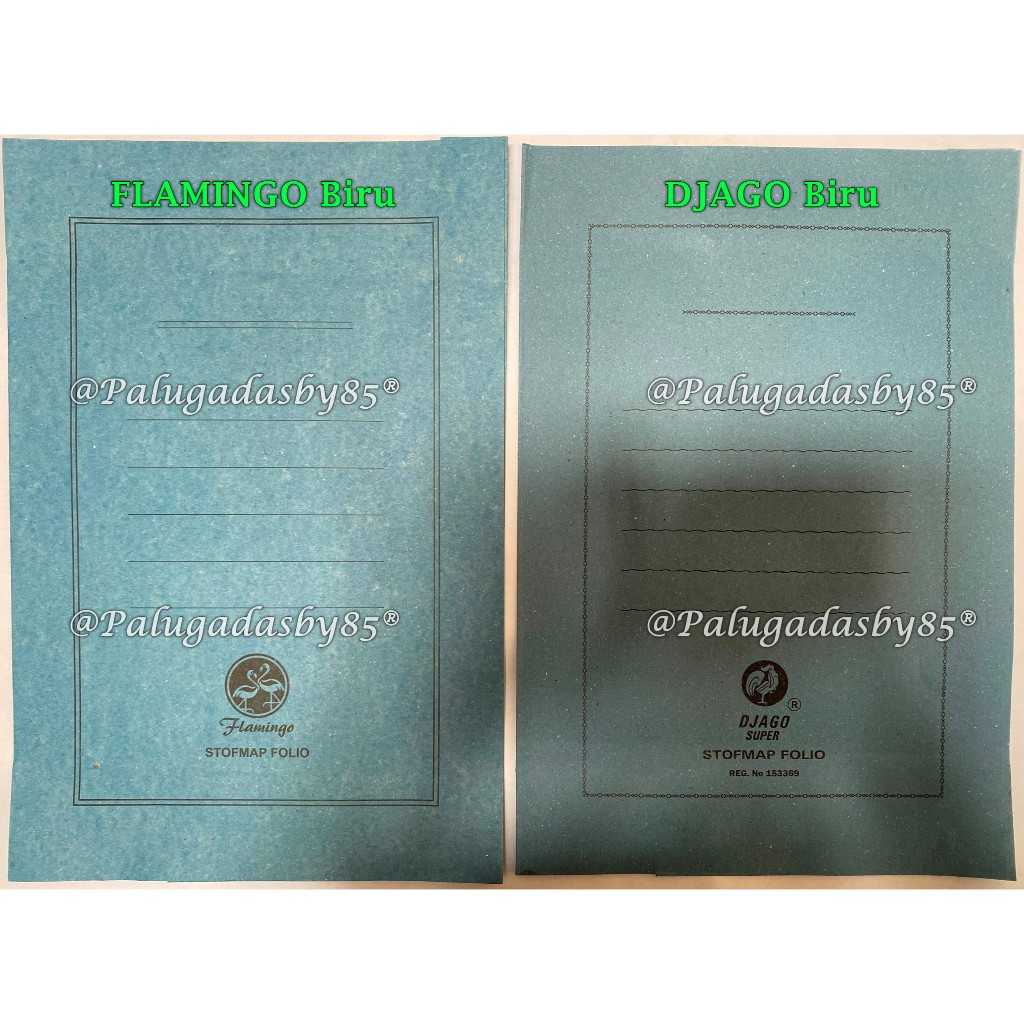 FLAMINGO Biru
@Palugadasby85®
@Palugadasby85®
Flamingo
STOFMAP FOLIO
DJAGO Biru
@Palugadasby85®
@Palugadasby85®
®
DJAGO
SUPER
STOFMAP FOLIO
REG. No 153369